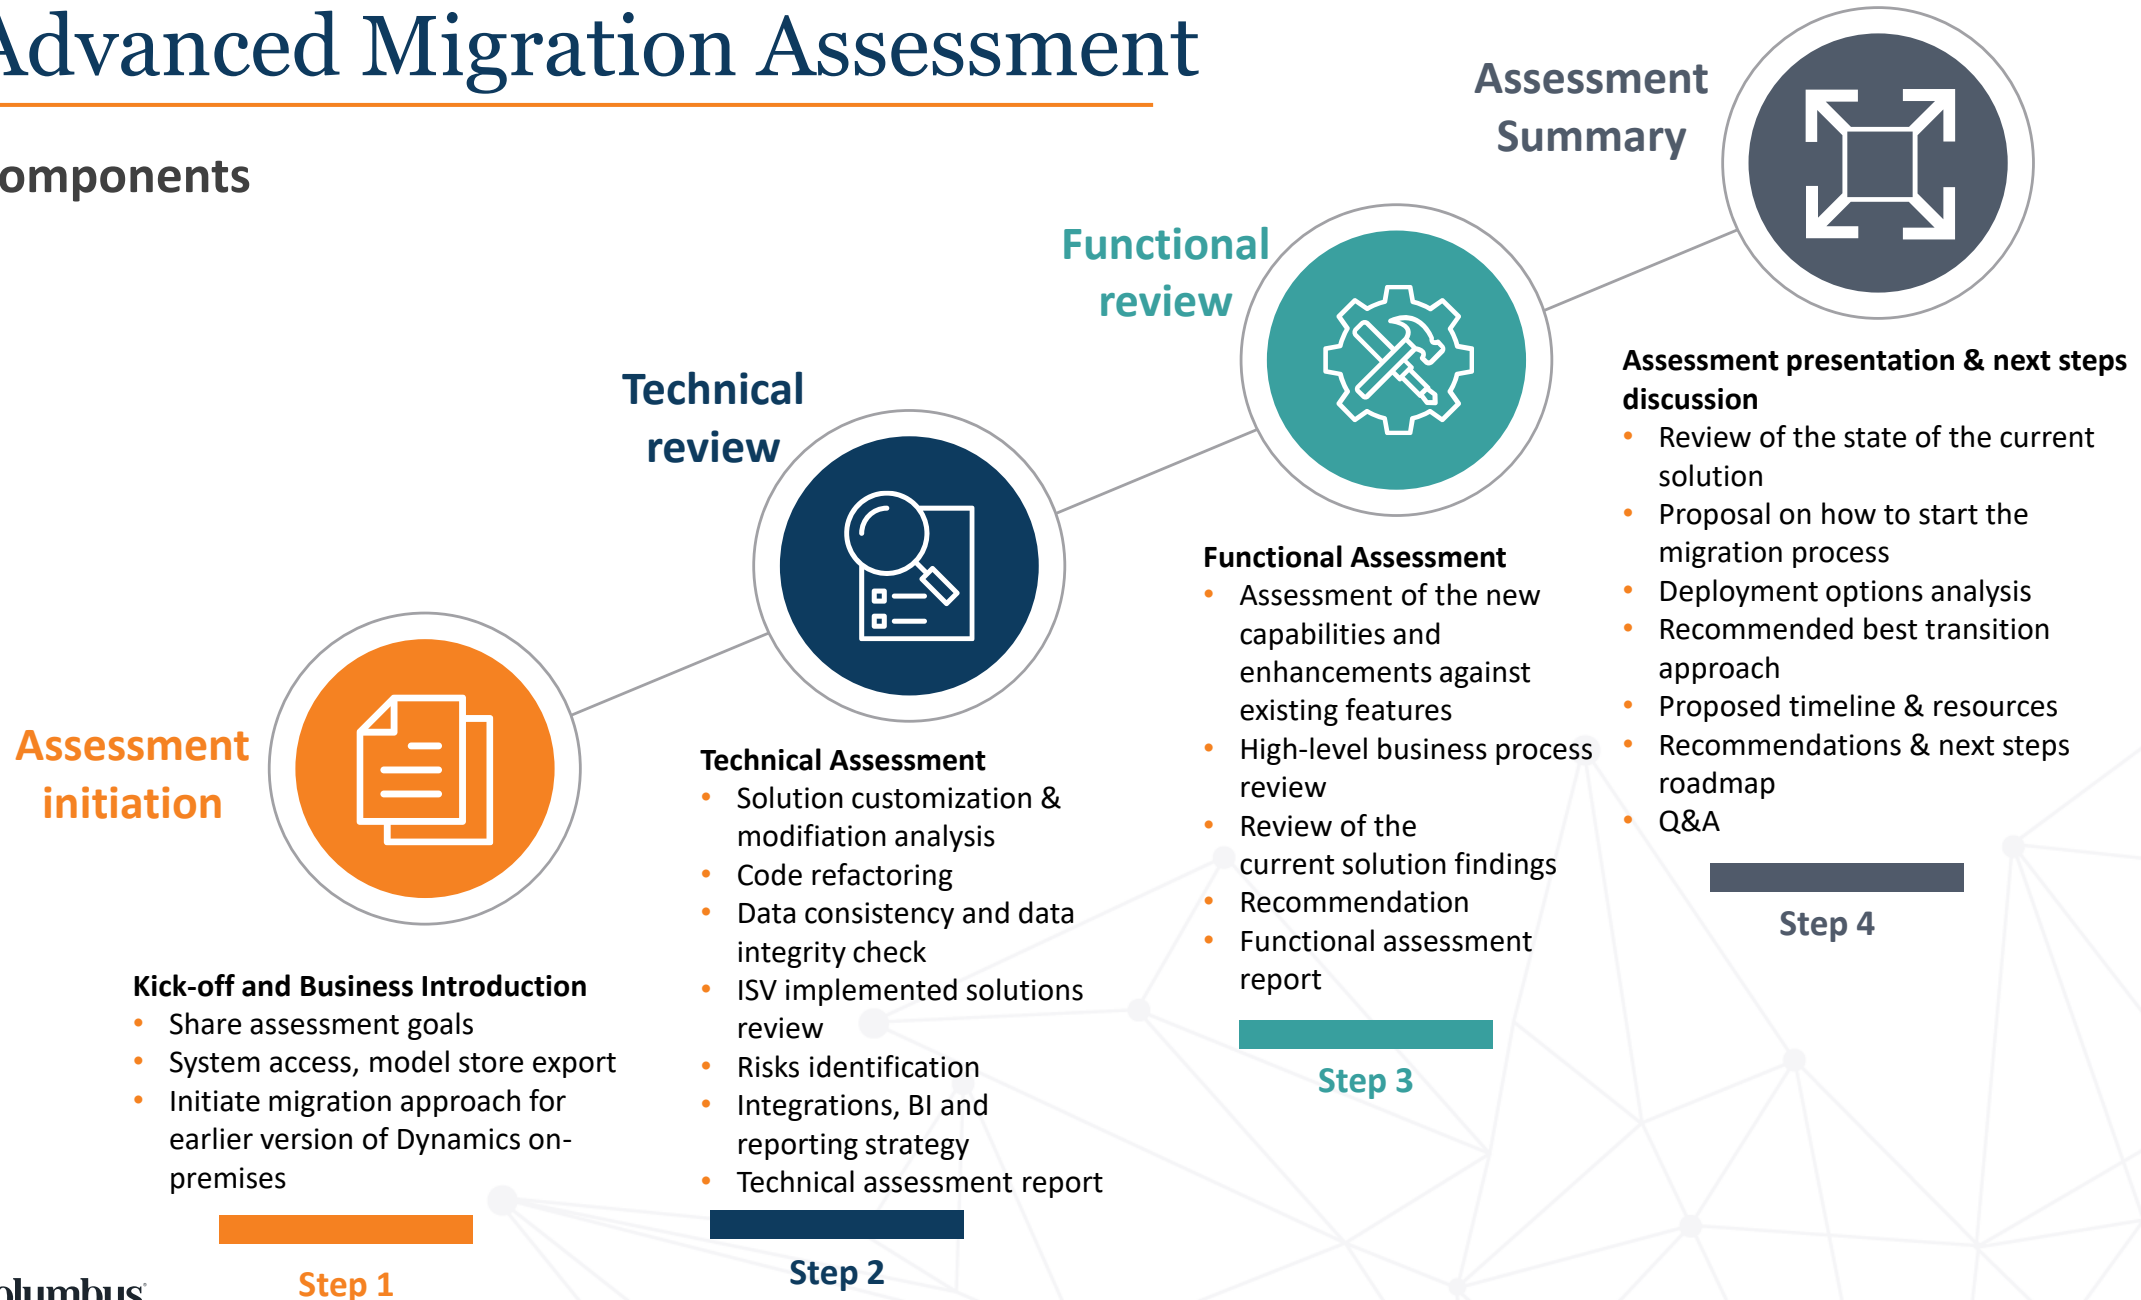 Advanced Migration Assessment
omponents
Assessment
initiation
Kick-off and Business Introduction
• Share assessment goals
• System access, model store export
• Initiate migration approach for
earlier version of Dynamics on-
premises
Step 1
Technical
review
Technical Assessment
• Solution customization &
modifiation analysis
• Code refactoring
• Data consistency and data
integrity check
• ISV implemented solutions
review
• Risks identification
• Integrations, BI and
reporting strategy
• Technical assessment report
Step 2
Functional
review
Functional Assessment
• Assessment of the new
capabilities and
enhancements against
existing features
• High-level business process
review
• Review of the
current solution findings
• Recommendation
• Functional assessment
report
Step 3
Assessment
Summary
Assessment presentation & next steps
discussion
• Review of the state of the current
solution
• Proposal on how to start the
migration process
• Deployment options analysis
• Recommended best transition
approach
• Proposed timeline & resources
• Recommendations & next steps
roadmap
• Q&A
Step 4
olumbus